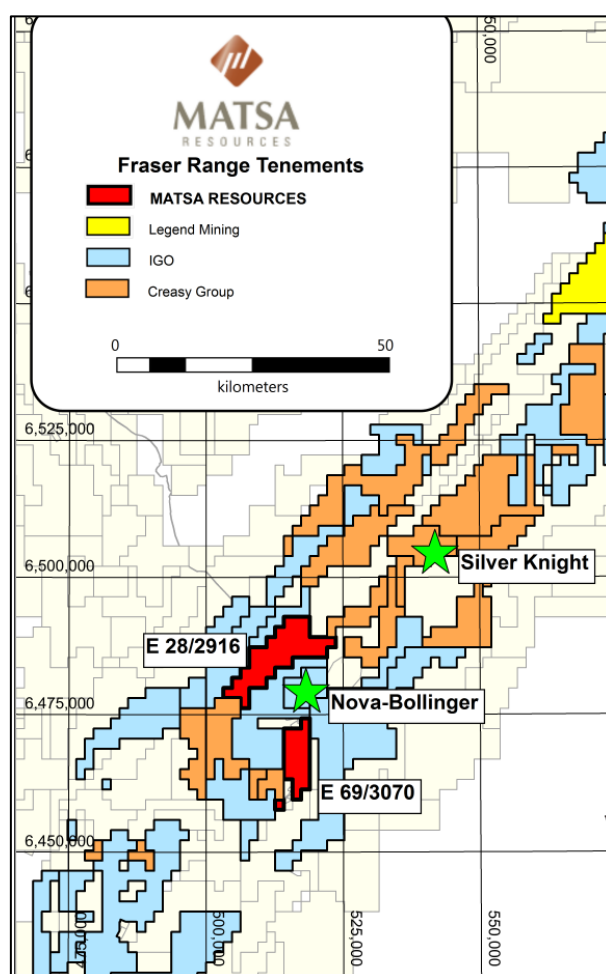 MATSA
RESOURCES
Fraser Range Tenements
MATSA RESOURCES
Legend Mining
IGO
Creasy Group
0 50
kilometers
6,525,000
6,500,000
Silver Knight
E 28/2916
Nova-Bollinger
6,475,000
E 69/3070
6,450,000
475,000
500,000
525,000
550,000